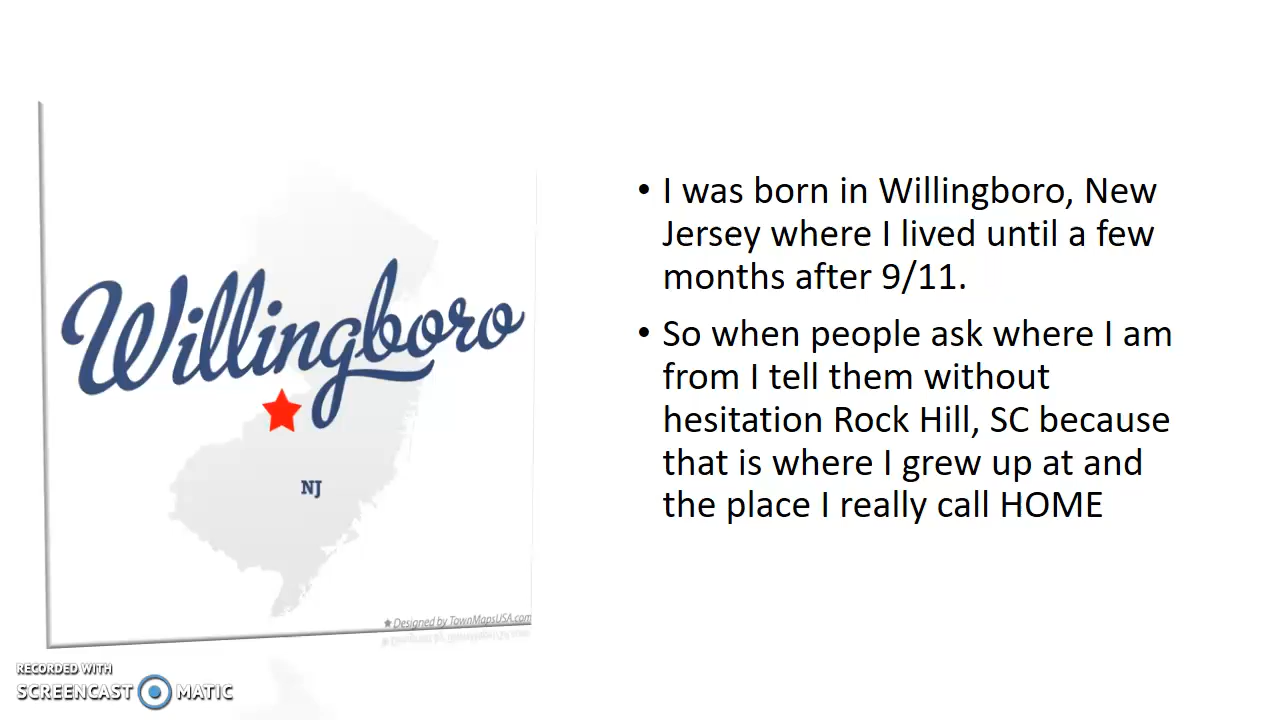 Willingboro
NJ
Designed by TownMapsUSA.com
RECORDED WITH
SCREENCAST MATIC
• I was born in Willingboro, New
Jersey where I lived until a few
months after 9/11.
• So when people ask where I am
from I tell them without
hesitation Rock Hill, SC because
that is where I grew up at and
the place I really call HOME